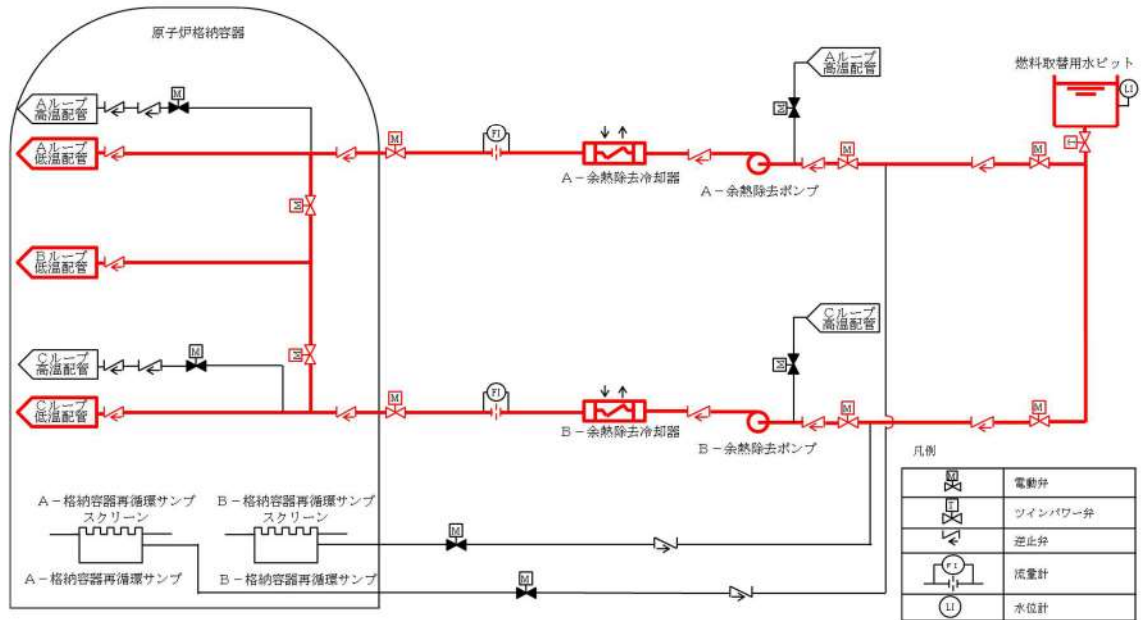 原子炉格納容器
Aループ
高温配管
燃料取替用水ピット
LI
M
Aループ
高温配管
M
T
Aループ
低温配管
M
FI
M
M
A-余熱除去冷却器
A-余熱除去ポンプ
M
Bループ
低温配管
Cループ
高温配管
Cループ
高温配管
M
M
M
Cループ
低温配管
M
FI
M
M
B-余熱除去冷却器
B-余熱除去ポンプ
A-格納容器再循環サンプ
スクリーン
B-格納容器再循環サンプ
スクリーン
M
A-格納容器再循環サンプ
B-格納容器再循環サンプ
M
凡例
M
電動弁
T
ツインパワー弁
逆止弁
FI
流量計
LI
水位計